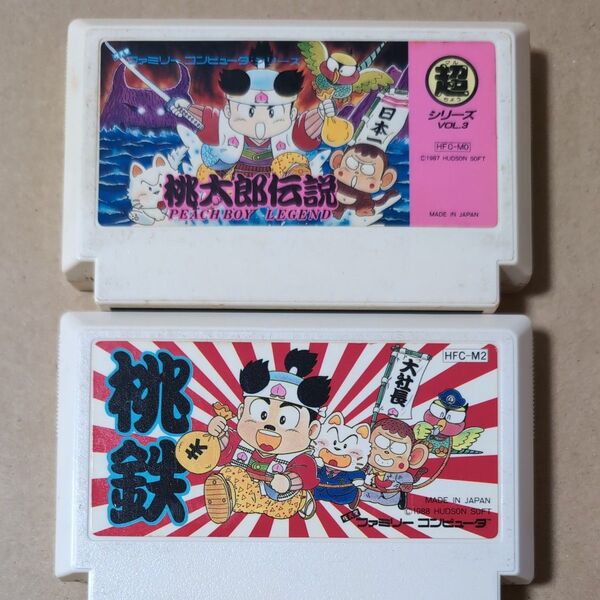 ファミリー コンピュータ シリーズ
超
シリーズ
VOL.3
HFC-MO
©1987 HUDSON SOFT
MADE IN JAPAN
日本一
桃太郎伝説
PEACH BOY LEGEND
桃鉄
HFC-M2
大社長
MADE IN JAPAN
©1988 HUDSON SOFT
ファミリー コンピュータ